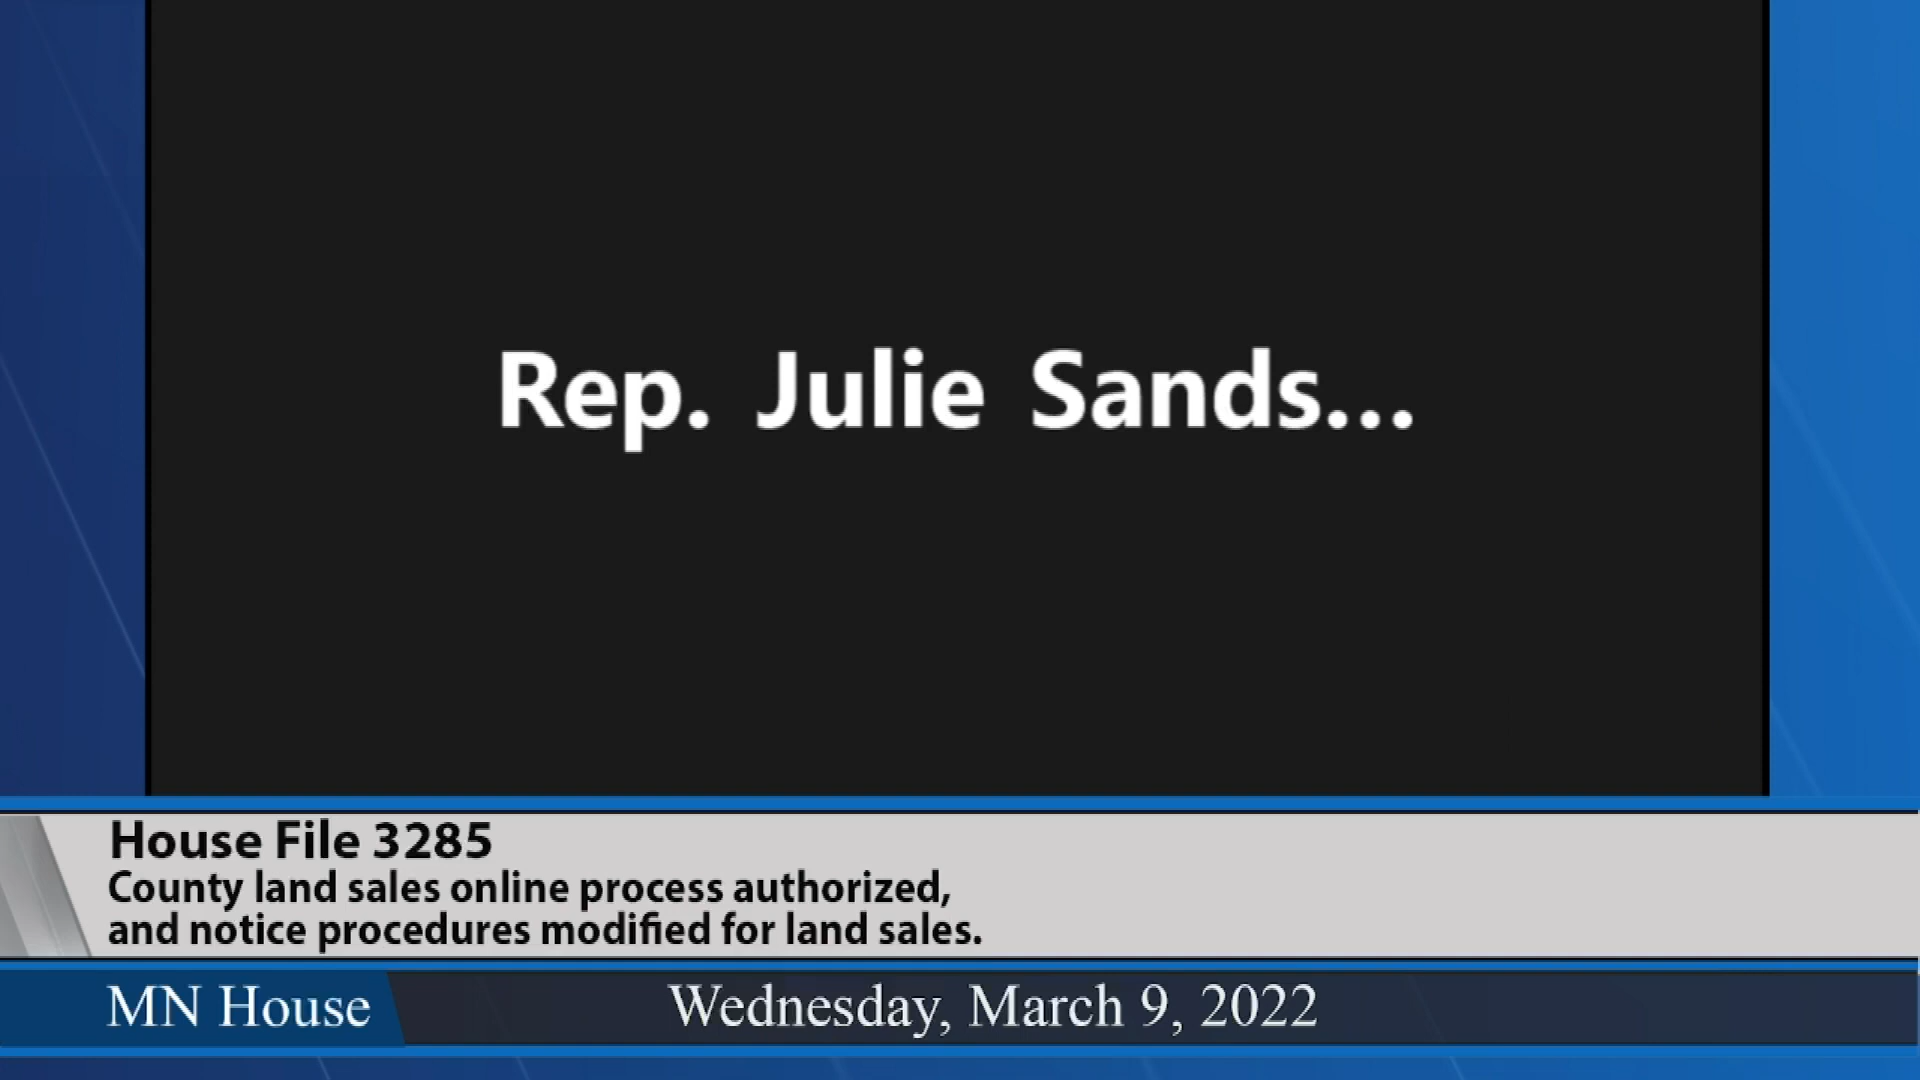 Rep. Julie Sands...
House File 3285
County land sales online process authorized,
and notice procedures modified for land sales.
MN House
Wednesday, March 9, 2022